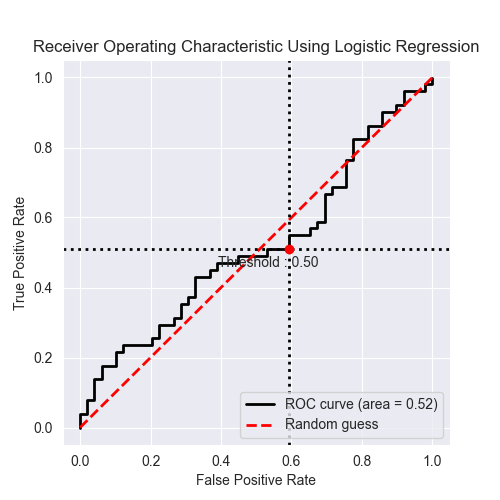 Receiver Operating Characteristic Using Logistic Regression
1.0
0.8
0.6
0.4
0.2
0.0
True Positive Rate
Threshold :0.50
ROC curve (area = 0.52)
Random guess
0.0 0.2 0.4 0.6 0.8 1.0
False Positive Rate